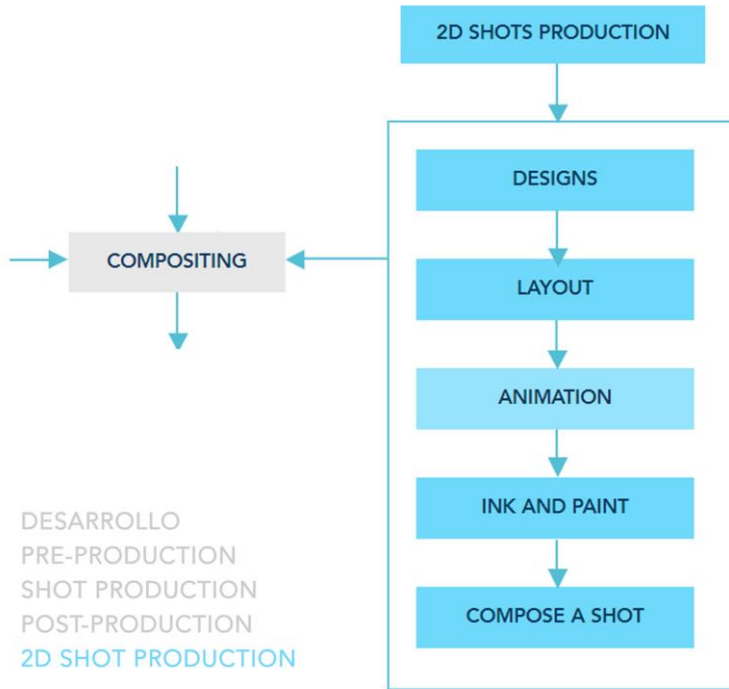 2D SHOTS PRODUCTION
DESIGNS
COMPOSITING
LAYOUT
ANIMATION
INK AND PAINT
COMPOSE A SHOT
DESARROLLO
PRE-PRODUCTION
SHOT PRODUCTION
POST-PRODUCTION
2D SHOT PRODUCTION